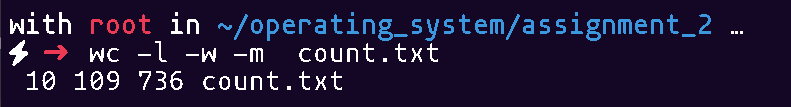 with root in ~/operating_system/assignment_2 …
⚡ ➜ wc -l -w -m  count.txt
 10 109 736 count.txt